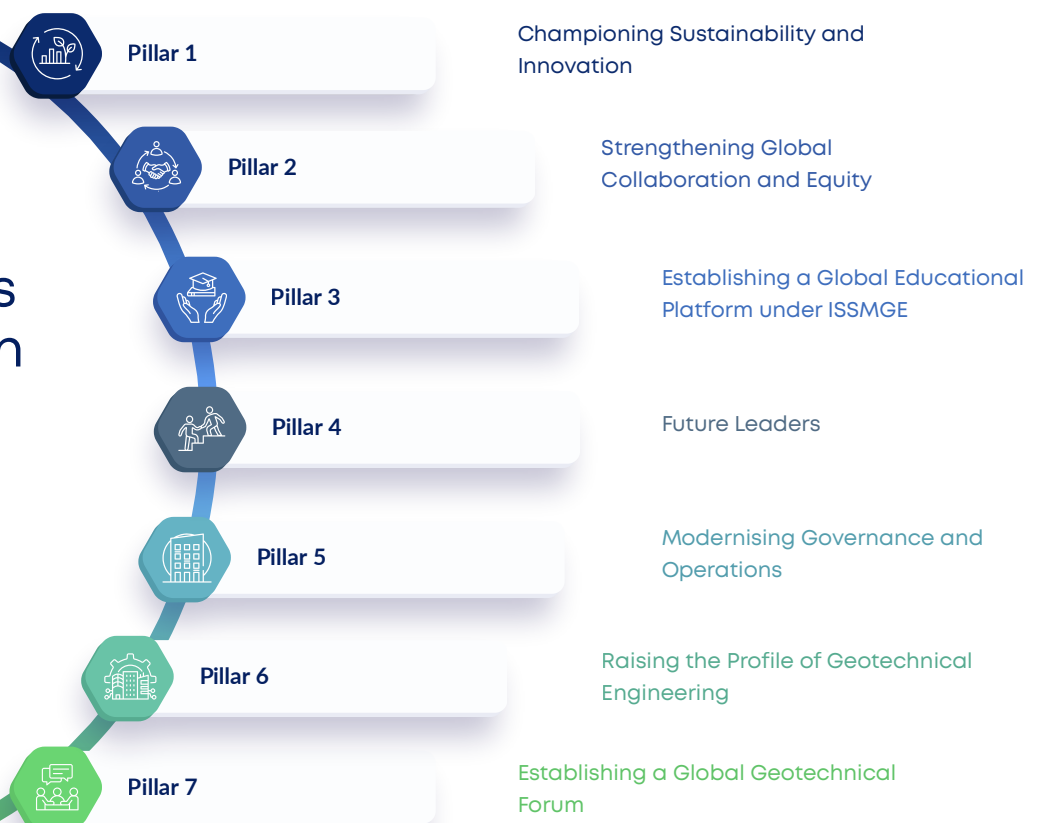 Pillar 1
Championing Sustainability and
Innovation
Pillar 2
Strengthening Global
Collaboration and Equity
Pillar 3
Establishing a Global Educational
Platform under ISSMGE
Pillar 4
Future Leaders
Pillar 5
Modernising Governance and
Operations
Pillar 6
Raising the Profile of Geotechnical
Engineering
Pillar 7
Establishing a Global Geotechnical
Forum